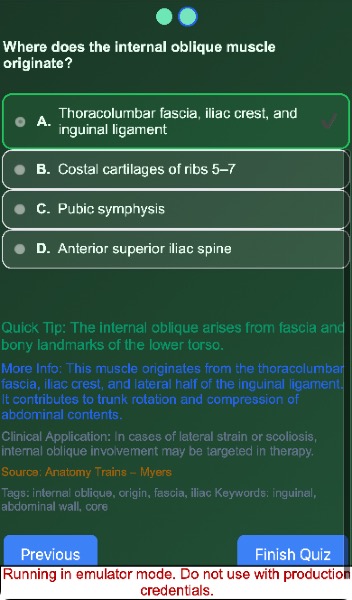 Where does the internal oblique muscle
originate?
A. Thoracolumbar fascia, iliac crest, and
inguinal ligament
B. Costal cartilages of ribs 5–7
C. Pubic symphysis
D. Anterior superior iliac spine
Quick Tip: The internal oblique arises from fascia and
bony landmarks of the lower torso.
More Info: This muscle originates from the thoracolumbar
fascia, iliac crest, and lateral half of the inguinal ligament.
It contributes to trunk rotation and compression of
abdominal contents.
Clinical Application: In cases of lateral strain or scoliosis,
internal oblique involvement may be targeted in therapy.
Source: Anatomy Trains – Myers
Tags: internal oblique, origin, fascia, iliac Keywords: inguinal,
abdominal wall, core
Previous
Finish Quiz
Running in emulator mode. Do not use with production
credentials.